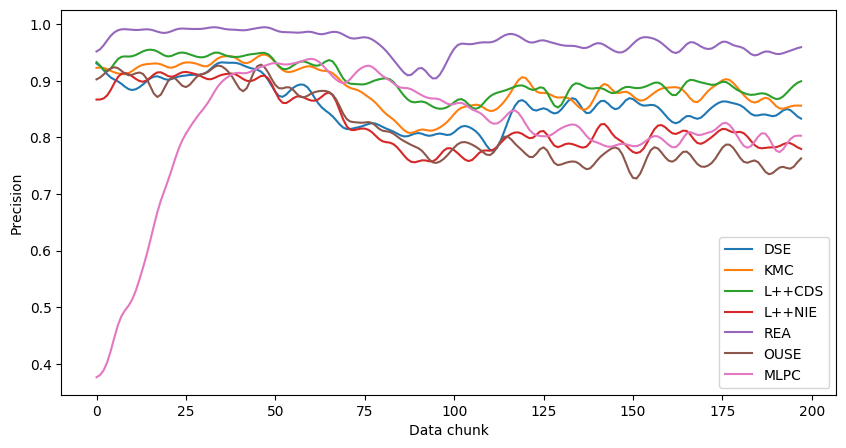 1.0
0.9
0.8
0.7
0.6
0.5
0.4
Precision
0 25 50 75 100 125 150 175 200
Data chunk
DSE
KMC
L++CDS
L++NIE
REA
OUSE
MLPC